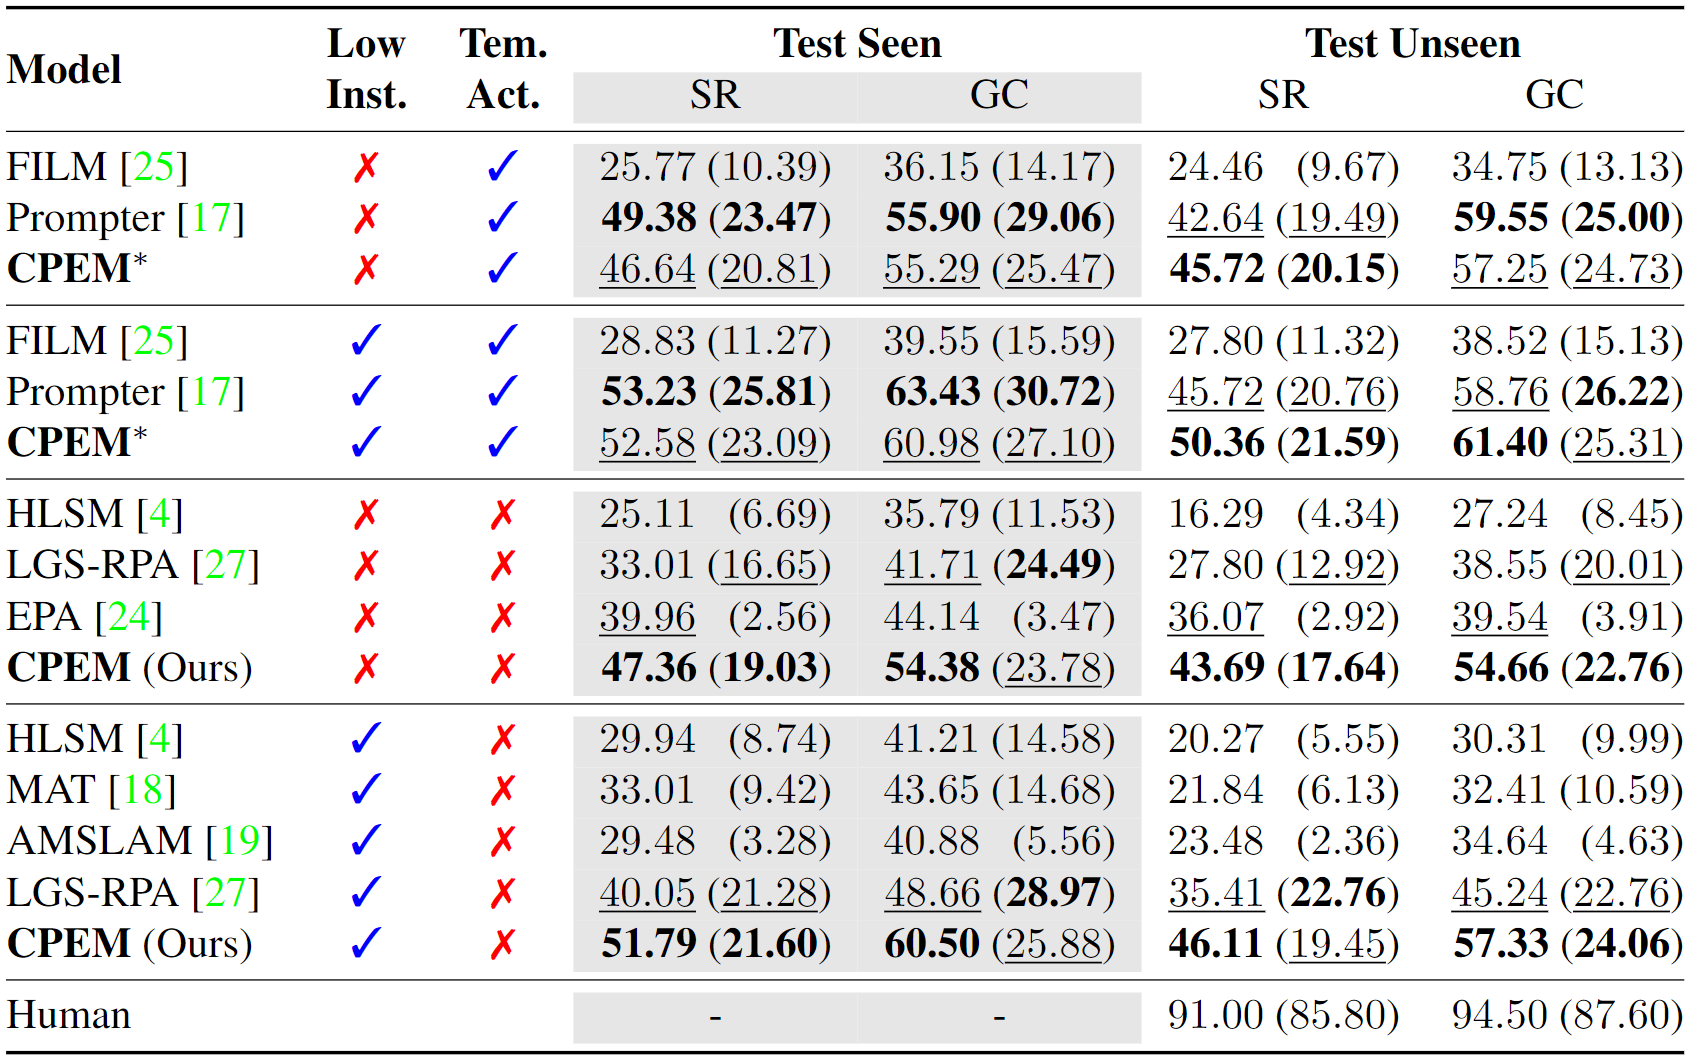 Model Low Inst. Tem. Act. Test Seen Test Unseen
SR GC SR GC
FILM [25] ✗ ✓ 25.77 (10.39) 36.15 (14.17) 24.46 (9.67) 34.75 (13.13)
Prompter [17] ✗ ✓ 49.38 (23.47) 55.90 (29.06) 42.64 (19.49) 59.55 (25.00)
CPEM* ✗ ✓ 46.64 (20.81) 55.29 (25.47) 45.72 (20.15) 57.25 (24.73)
FILM [25] ✓ ✓ 28.83 (11.27) 39.55 (15.59) 27.80 (11.32) 38.52 (15.13)
Prompter [17] ✓ ✓ 53.23 (25.81) 63.43 (30.72) 45.72 (20.76) 58.76 (26.22)
CPEM* ✓ ✓ 52.58 (23.09) 60.98 (27.10) 50.36 (21.59) 61.40 (25.31)
HLSM [4] ✗ ✗ 25.11 (6.69) 35.79 (11.53) 16.29 (4.34) 27.24 (8.45)
LGS-RPA [27] ✗ ✗ 33.01 (16.65) 41.71 (24.49) 27.80 (12.92) 38.55 (20.01)
EPA [24] ✗ ✗ 39.96 (2.56) 44.14 (3.47) 36.07 (2.92) 39.54 (3.91)
CPEM (Ours) ✗ ✗ 47.36 (19.03) 54.38 (23.78) 43.69 (17.64) 54.66 (22.76)
HLSM [4] ✓ ✗ 29.94 (8.74) 41.21 (14.58) 20.27 (5.55) 30.31 (9.99)
MAT [18] ✓ ✗ 33.01 (9.42) 43.65 (14.68) 21.84 (6.13) 32.41 (10.59)
AMSLAM [19] ✓ ✗ 29.48 (3.28) 40.88 (5.56) 23.48 (2.36) 34.64 (4.63)
LGS-RPA [27] ✓ ✗ 40.05 (21.28) 48.66 (28.97) 35.41 (22.76) 45.24 (22.76)
CPEM (Ours) ✓ ✗ 51.79 (21.60) 60.50 (25.88) 46.11 (19.45) 57.33 (24.06)
Human - - 91.00 (85.80) 94.50 (87.60)